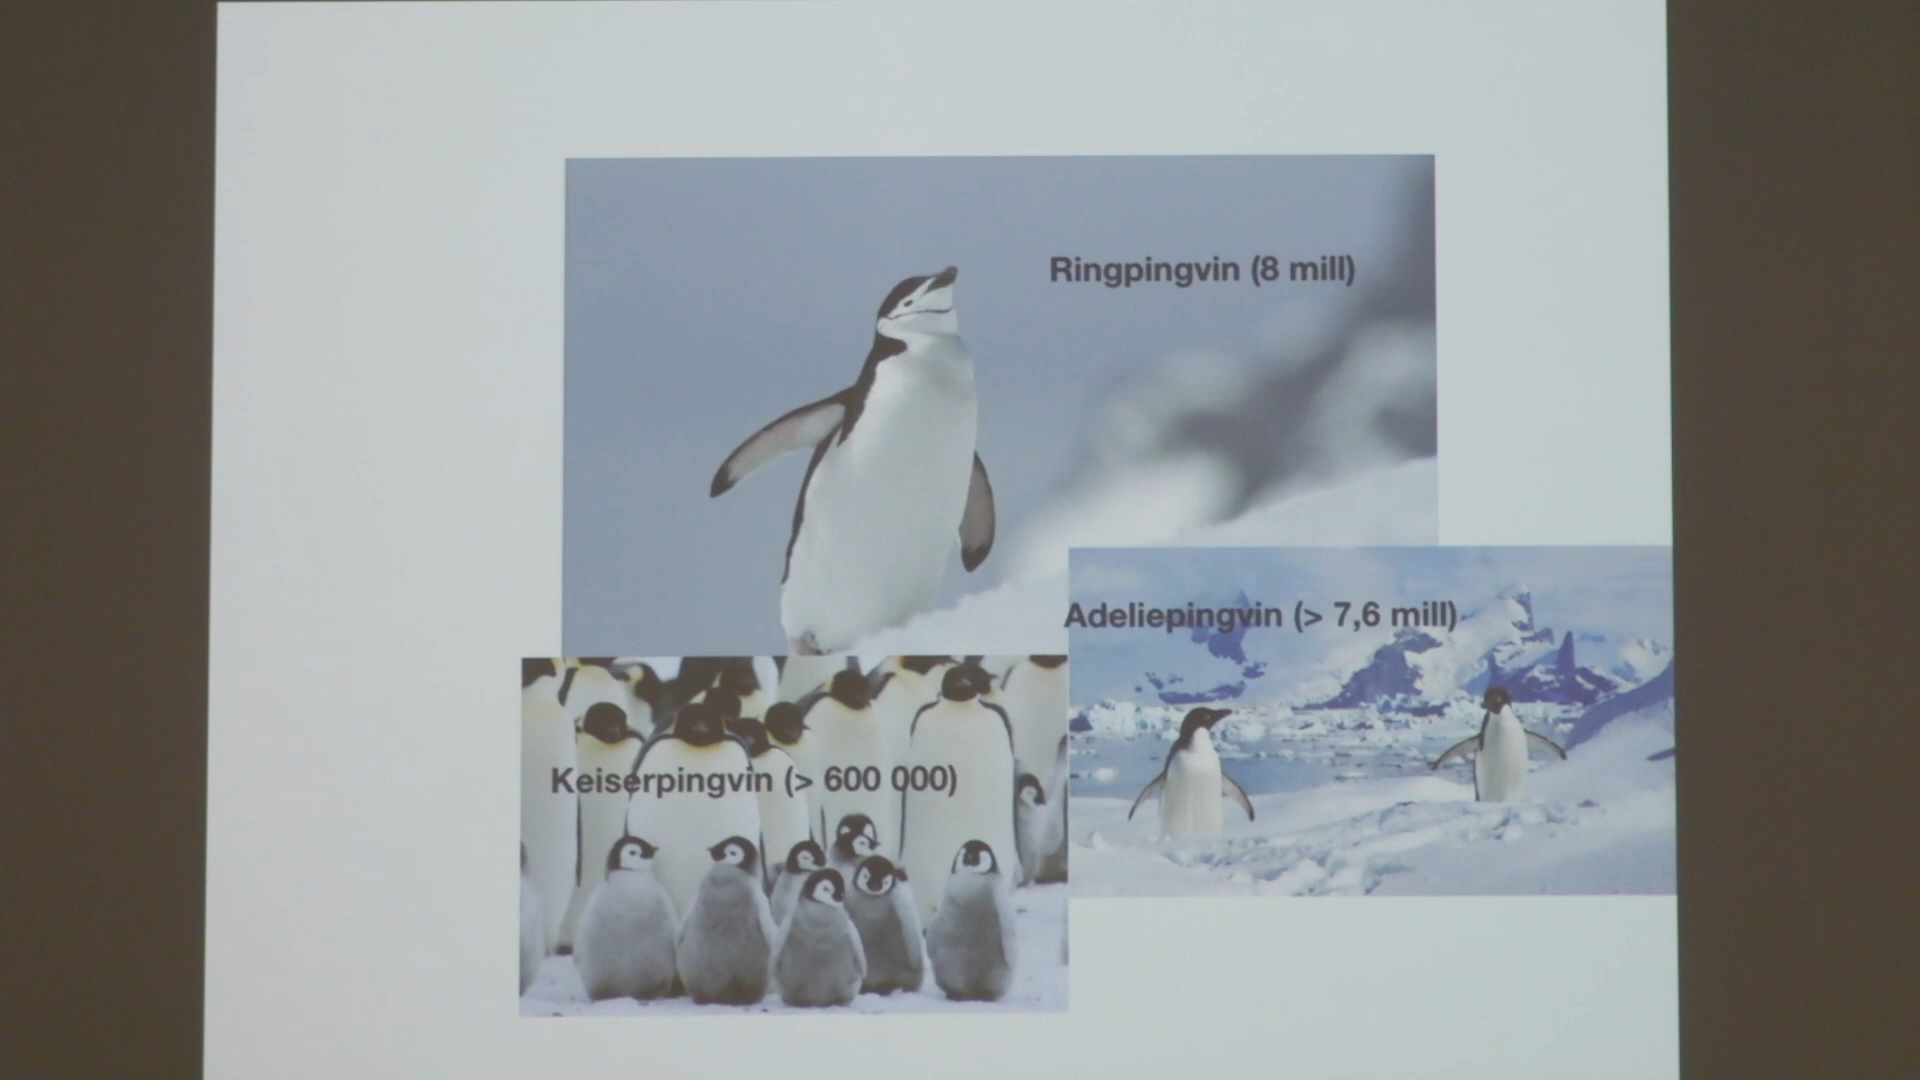 Ringpingvin (8 mill)
Adeliepingvin (> 7,6 mill)
Keiserpingvin (> 600 000)